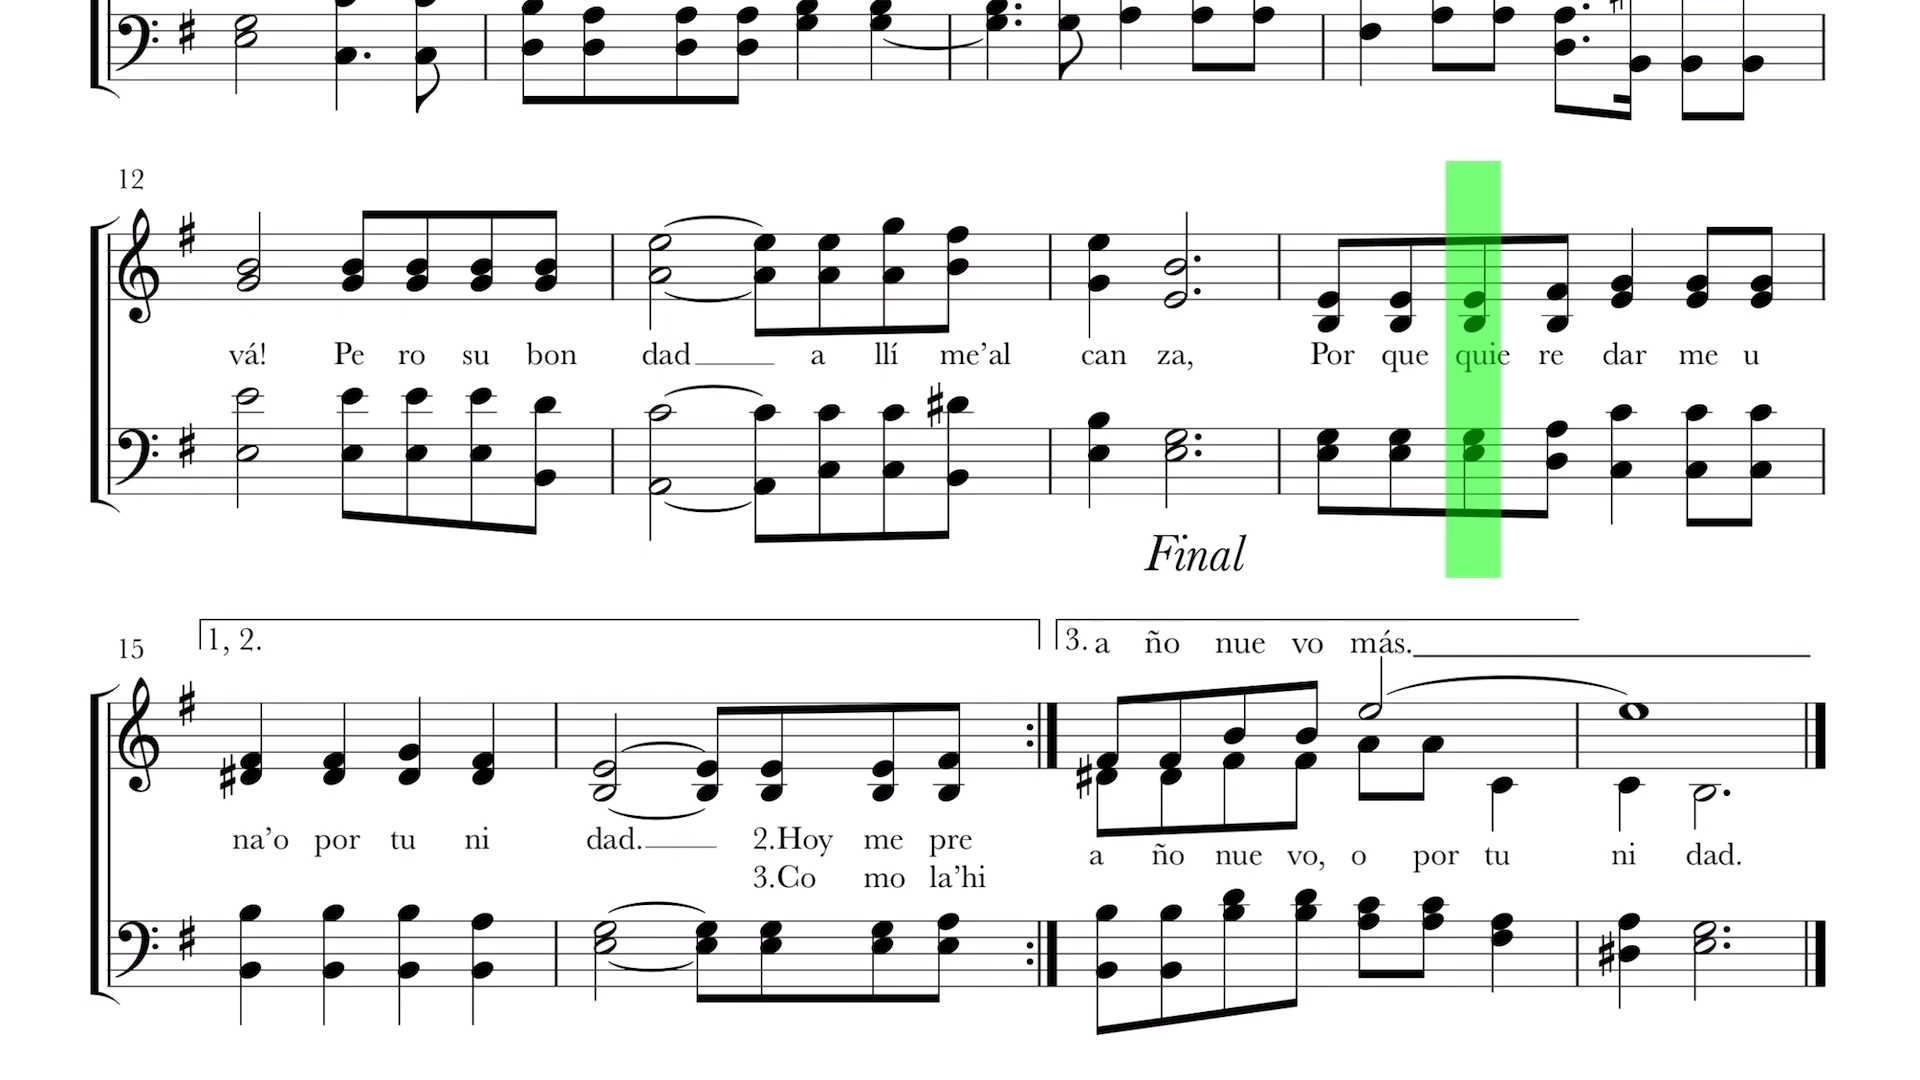 12
vá! Pe ro su bon dad a llí me’al can za, Por que quie re dar me u
Final
15 1, 2. 3. a ño nue vo más.
na’o por tu ni dad. 2.Hoy me pre a ño nue vo, o por tu ni dad.
3.Co mo la’hi